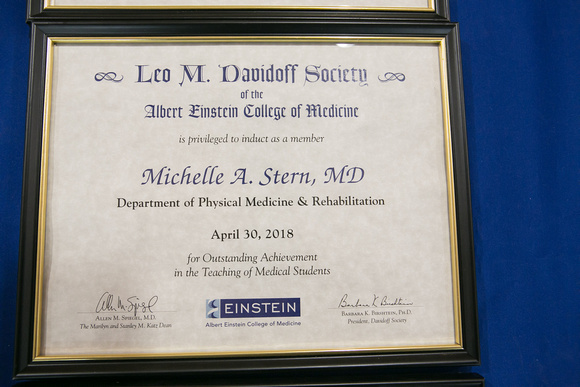 Leo M. Davidoff Society
of the
Albert Einstein College of Medicine
is privileged to induct as a member
Michelle A. Stern, MD
Department of Physical Medicine & Rehabilitation
April 30, 2018
for Outstanding Achievement
in the Teaching of Medical Students
Allen M. Spiegel, M.D.
The Marilyn and Stanley M. Katz Dean
EINSTEIN
Albert Einstein College of Medicine
Barbara K. Birshtein, Ph.D.
President, Davidoff Society